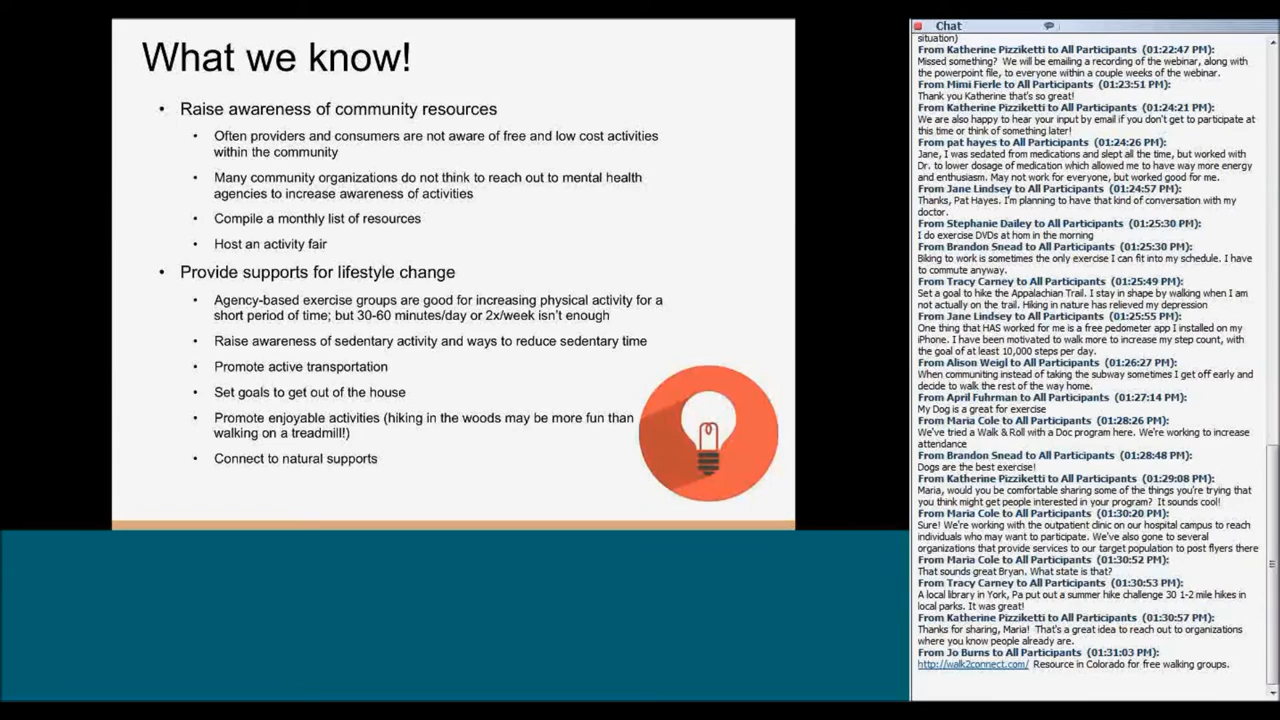 What we know!
• Raise awareness of community resources
• Often providers and consumers are not aware of free and low cost activities
within the community
• Many community organizations do not think to reach out to mental health
agencies to increase awareness of activities
• Compile a monthly list of resources
• Host an activity fair
• Provide supports for lifestyle change
• Agency-based exercise groups are good for increasing physical activity for a
short period of time; but 30-60 minutes/day or 2x/week isn't enough
• Raise awareness of sedentary activity and ways to reduce sedentary time
• Promote active transportation
• Set goals to get out of the house
• Promote enjoyable activities (hiking in the woods may be more fun than
walking on a treadmill!)
• Connect to natural supports
Chat
situation)
From Katherine Pizziketti to All Participants (01:22:47 PM):
Missed something? We will be emailing a recording of the webinar, along with
the powerpoint file, to everyone within a couple weeks of the webinar.
From Mimi Fierle to All Participants (01:23:51 PM):
Thank you Katherine that's so great!
From Katherine Pizziketti to All Participants (01:24:21 PM):
We are also happy to hear your input by email if you don't get to participate at
this time or think of something later!
From pat hayes to All Participants (01:24:26 PM):
Jane, I was sedated from medications and slept all the time, but worked with
Dr. to lower dosage of medication which allowed me to have way more energy
and enthusiasm. May not work for everyone, but worked good for me.
From Jane Lindsey to All Participants (01:24:57 PM):
Thanks, Pat Hayes. I'm planning to have that kind of conversation with my
doctor.
From Stephanie Dailey to All Participants (01:25:30 PM):
I do exercise DVDs at hom in the morning
From Brandon Snead to All Participants (01:25:30 PM):
Biking to work is sometimes the only exercise I can fit into my schedule. I have
to commute anyway.
From Tracy Carney to All Participants (01:25:49 PM):
Set a goal to hike the Appalachian Trail. I stay in shape by walking when I am
not actually on the trail. Hiking in nature has relieved my depression
From Jane Lindsey to All Participants (01:25:55 PM):
One thing that HAS worked for me is a free pedometer app I installed on my
iPhone. I have been motivated to walk more to increase my step count, with
the goal of at least 10,000 steps per day.
From Alison Weigl to All Participants (01:26:27 PM):
When communiting instead of taking the subway sometimes I get off early and
decide to walk the rest of the way home.
From April Fuhrman to All Participants (01:27:14 PM):
My Dog is a great for exercise
From Maria Cole to All Participants (01:28:26 PM):
We've tried a Walk & Roll with a Doc program here. We're working to increase
attendance
From Brandon Snead to All Participants (01:28:48 PM):
Dogs are the best exercise!
From Katherine Pizziketti to All Participants (01:29:08 PM):
Maria, would you be comfortable sharing some of the things you're trying that
you think might get people interested in your program? It sounds cool!
From Maria Cole to All Participants (01:30:20 PM):
Sure! We're working with the outpatient clinic on our hospital campus to reach
individuals who may want to participate. We've also gone to several
organizations that provide services to our target population to post flyers there
From Maria Cole to All Participants (01:30:52 PM):
That sounds great Bryan. What state is that?
From Tracy Carney to All Participants (01:30:53 PM):
A local library in York, Pa put out a summer hike challenge 30 1-2 mile hikes in
local parks. It was great!
From Katherine Pizziketti to All Participants (01:30:57 PM):
Thanks for sharing, Maria! That's a great idea to reach out to organizations
where you know people already are.
From Jo Burns to All Participants (01:31:03 PM):
http://walk2connect.com/ Resource in Colorado for free walking groups.